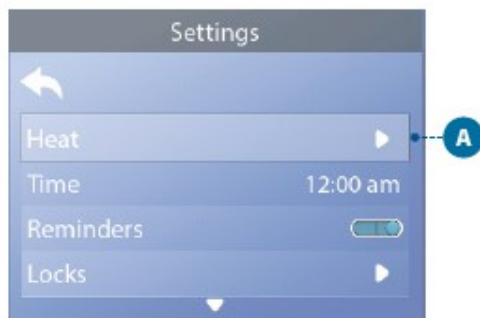 Settings
Heat
A
Time 12:00 am
Reminders
Locks